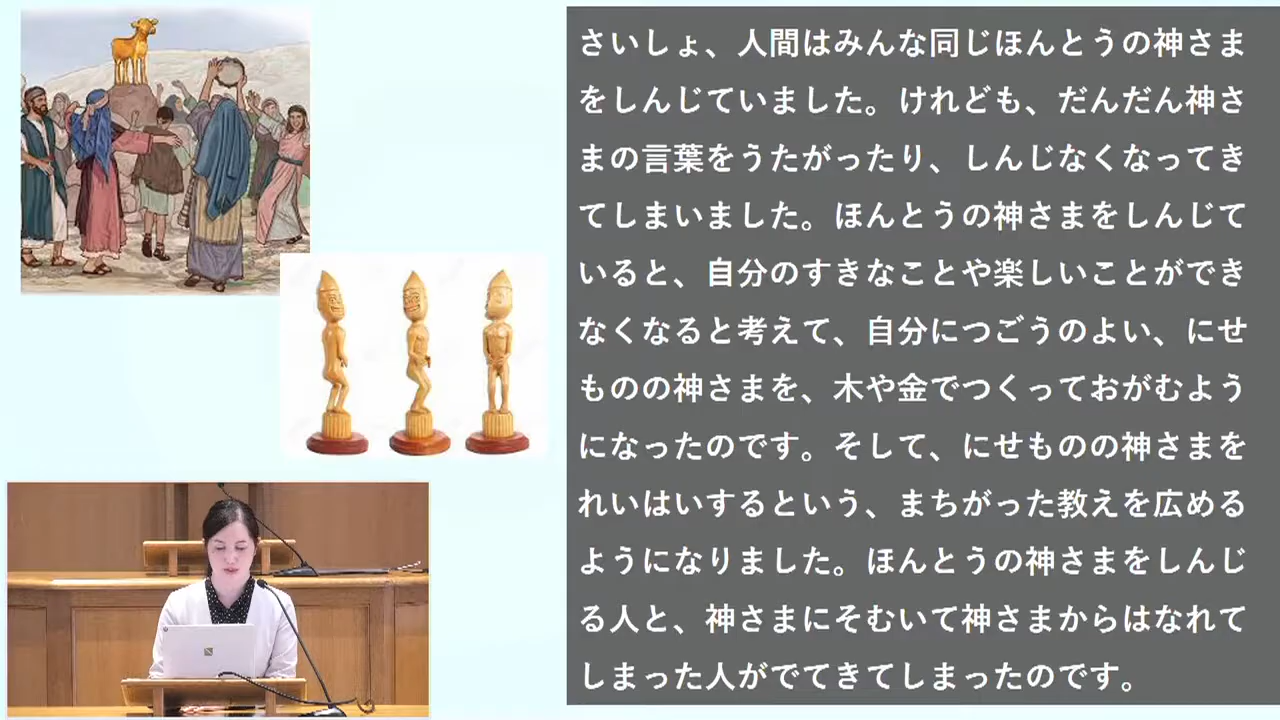 さいしょ、人間はみんな同じほんとうの神さま
をしんじていました。けれども、だんだん神さ
まの言葉をうたがったり、しんじなくなってき
てしまいました。ほんとうの神さまをしんじて
いると、自分のすきなことや楽しいことができ
なくなると考えて、自分につごうのよい、にせ
ものの神さまを、木や金でつくっておがむよう
になったのです。そして、にせものの神さまを
れいはいするという、まちがった教えを広める
ようになりました。ほんとうの神さまをしんじ
る人と、神さまにそむいて神さまからはなれて
しまった人がでてきてしまったのです。